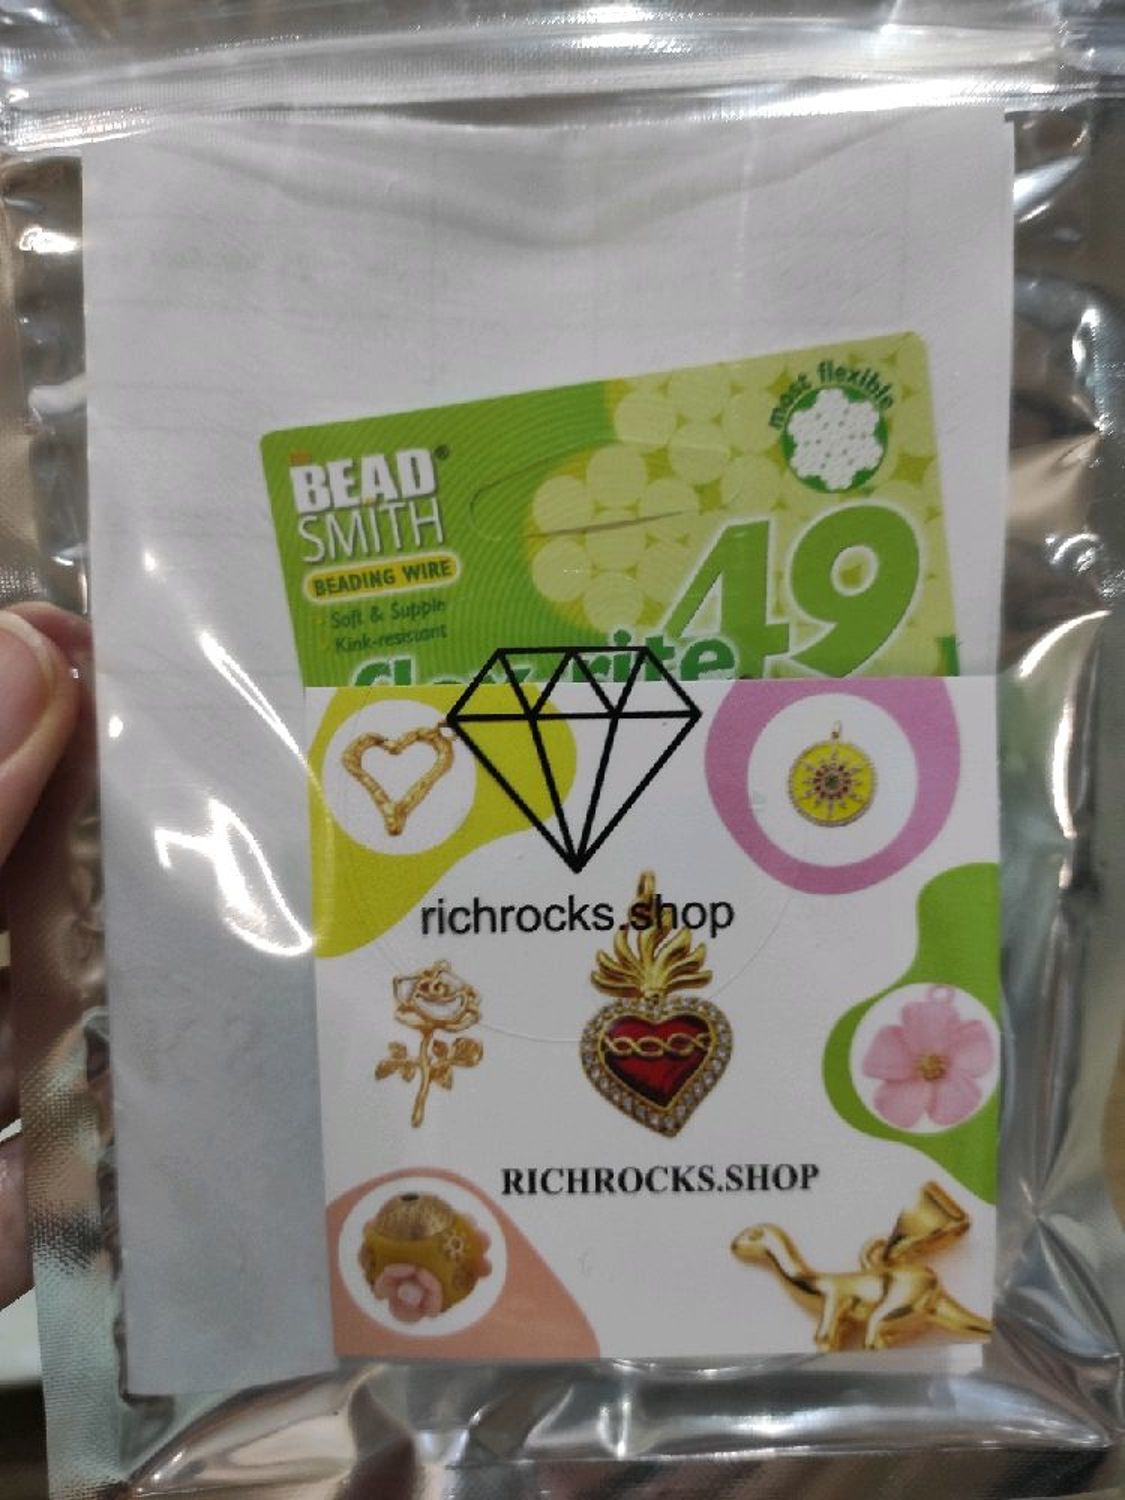 most flexible
BEAD®
SMITH
BEADING WIRE
Soft & Supple
Kink-resistant
49
richrocks.shop
RICHROCKS.SHOP